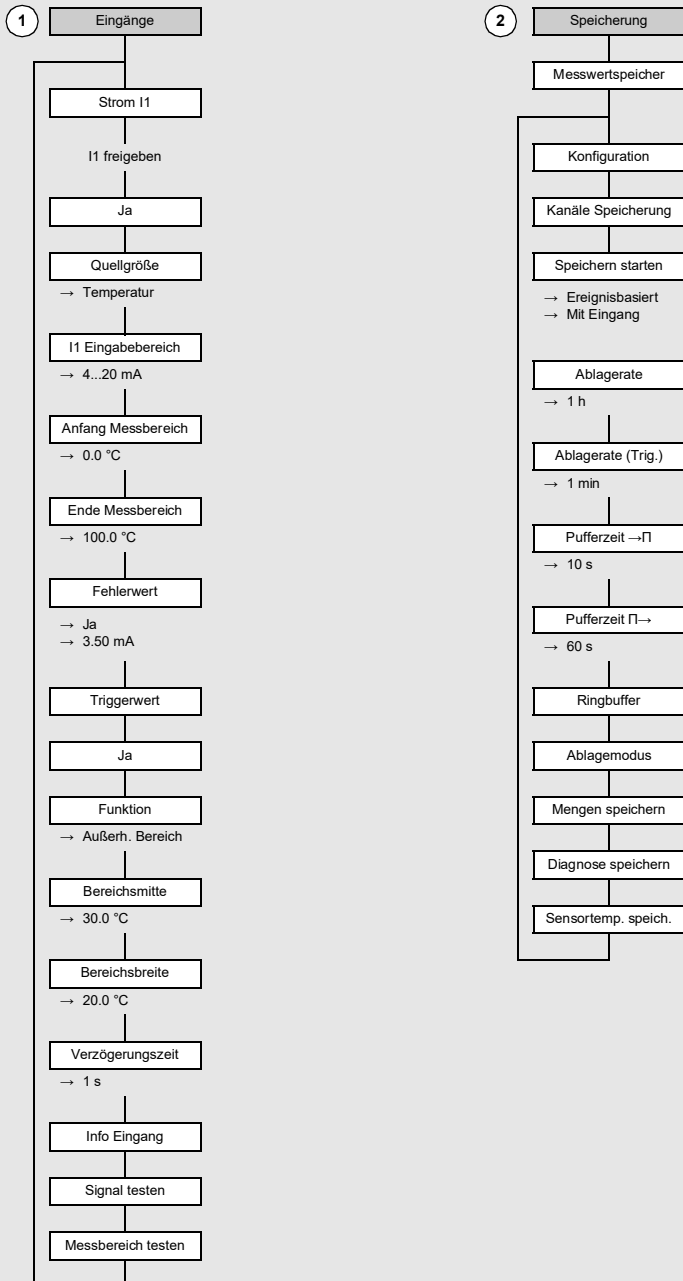 1
Eingänge
Strom I1
I1 freigeben
Ja
Quellgröße
→ Temperatur
I1 Eingabebereich
→ 4...20 mA
Anfang Messbereich
→ 0.0 °C
Ende Messbereich
→ 100.0 °C
Fehlerwert
→ Ja
→ 3.50 mA
Triggerwert
Ja
Funktion
→ Außerh. Bereich
Bereichsmitte
→ 30.0 °C
Bereichsbreite
→ 20.0 °C
Verzögerungszeit
→ 1 s
Info Eingang
Signal testen
Messbereich testen
2
Speicherung
Messwertspeicher
Konfiguration
Kanäle Speicherung
Speichern starten
→ Ereignisbasiert
→ Mit Eingang
Ablagerate
→ 1 h
Ablagerate (Trig.)
→ 1 min
Pufferzeit →Π
→ 10 s
Pufferzeit Π→
→ 60 s
Ringbuffer
Ablagemodus
Mengen speichern
Diagnose speichern
Sensortemp. speich.